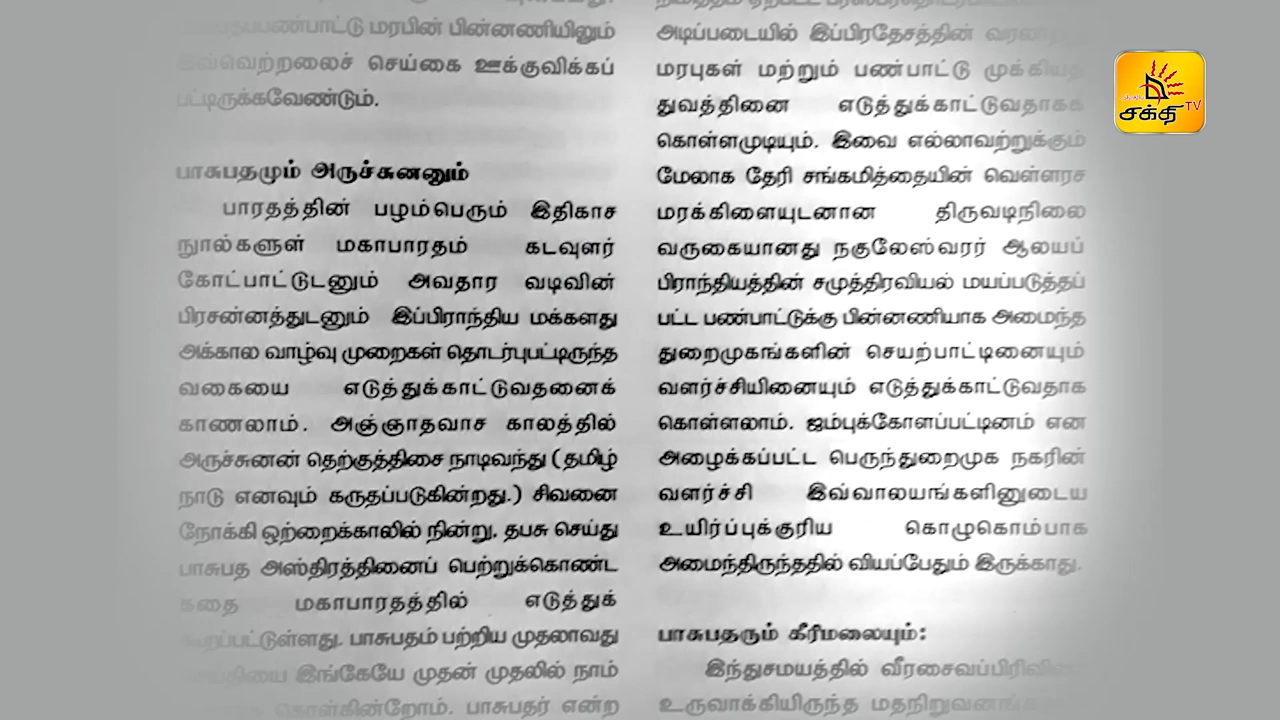 பண்பாட்டு மரபின் பின்னணியிலும்
இவ்வெற்றலைச் செய்கை ஊக்குவிக்கப்
பட்டிருக்கவேண்டும்.
பாசுபதமும் அருச்சுனனும்
பாரதத்தின் பழம்பெரும் இதிகாச
நூல்களுள் மகாபாரதம் கடவுளர்
கோட்பாட்டுடனும் அவதார வடிவின்
பிரசன்னத்துடனும் இப்பிராந்திய மக்களது
அக்கால வாழ்வு முறைகள் தொடர்புபட்டிருந்த
வகையை எடுத்துக்காட்டுவதனைக்
காணலாம். அஞ்ஞாதவாச காலத்தில்
அருச்சுனன் தெற்குத்திசை நாடிவந்து (தமிழ்
நாடு எனவும் கருதப்படுகின்றது.) சிவனை
நோக்கி ஒற்றைக்காலில் நின்று, தபசு செய்து
பாசுபத அஸ்திரத்தினைப் பெற்றுக்கொண்ட
கதை மகாபாரதத்தில் எடுத்துக்
கூறப்பட்டுள்ளது. பாசுபதம் பற்றிய முதலாவது
செய்தியை இங்கேயே முதன் முதலில் நாம்
கொள்கின்றோம். பாசுபதர் என்ற
அடிப்படையில் இப்பிரதேசத்தின்
மரபுகள் மற்றும் பண்பாட்டு முக்கியத்
துவத்தினை எடுத்துக்காட்டுவதாகக்
கொள்ளமுடியும். இவை எல்லாவற்றுக்கும்
மேலாக தேரி சங்கமித்தையின் வெள்ளரச
மரக்கிளையுடனான திருவடிநிலை
வருகையானது நகுலேஸ்வரர் ஆலயப்
பிராந்தியத்தின் சமுத்திரவியல் மயப்படுத்தப்
பட்ட பண்பாட்டுக்கு பின்னணியாக அமைந்த
துறைமுகங்களின் செயற்பாட்டினையும்
வளர்ச்சியினையும் எடுத்துக்காட்டுவதாக
கொள்ளலாம். ஜம்புக்கோளப்பட்டினம் என
அழைக்கப்பட்ட பெருந்துறைமுக நகரின்
வளர்ச்சி இவ்வாலயங்களினுடைய
உயிர்ப்புக்குரிய கொழுகொம்பாக
அமைந்திருந்ததில் வியப்பேதும் இருக்காது.
பாசுபதரும் கீரிமலையும்:
இந்துசமயத்தில்
உருவாக்கியிருந்த
சக்தி TV